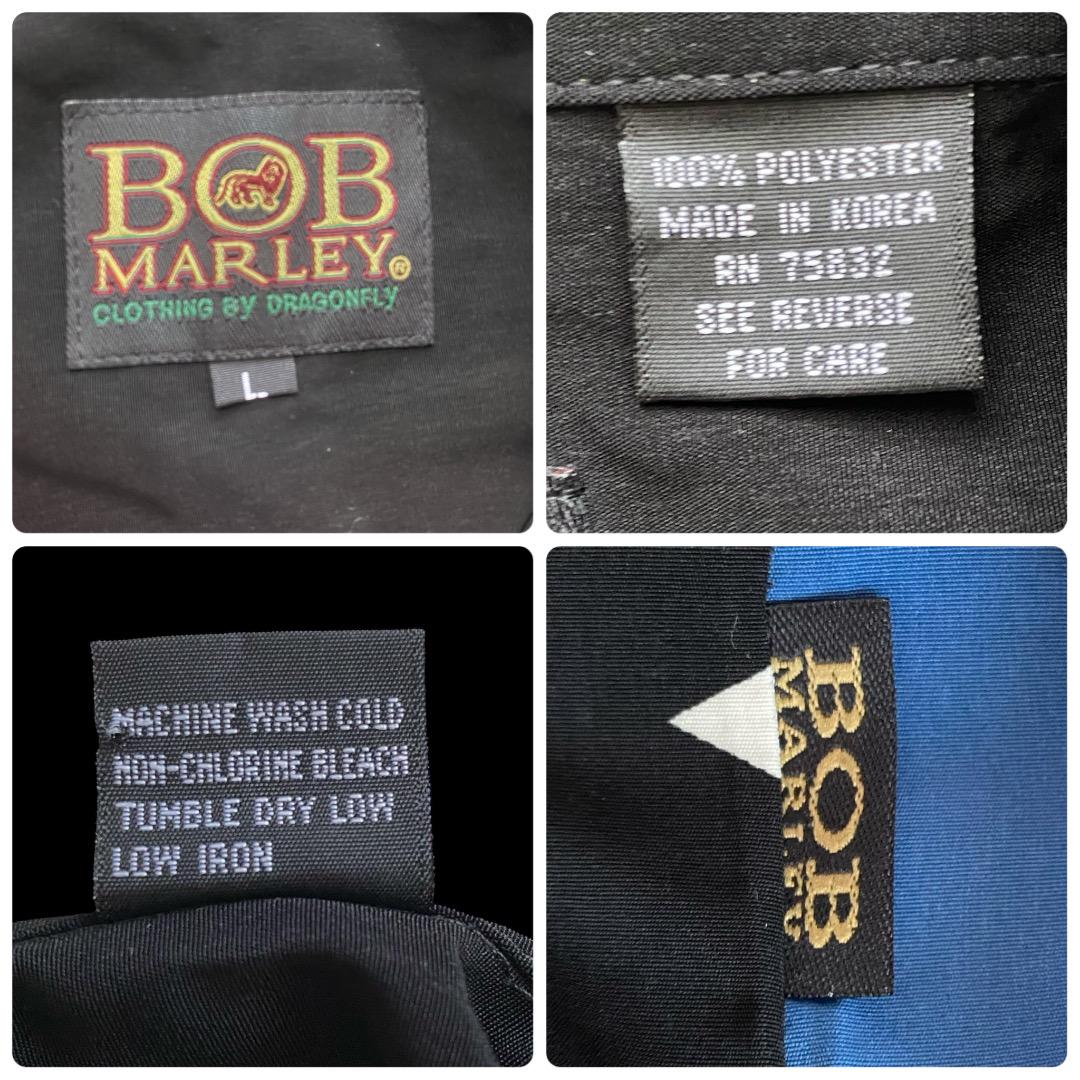 BOB
MARLEY®
CLOTHING BY DRAGONFLY
L
100% POLYESTER
MADE IN KOREA
RN 75832
SEE REVERSE
FOR CARE
MACHINE WASH COLD
NON-CHLORINE BLEACH
TUMBLE DRY LOW
LOW IRON
BOB
MARLEY